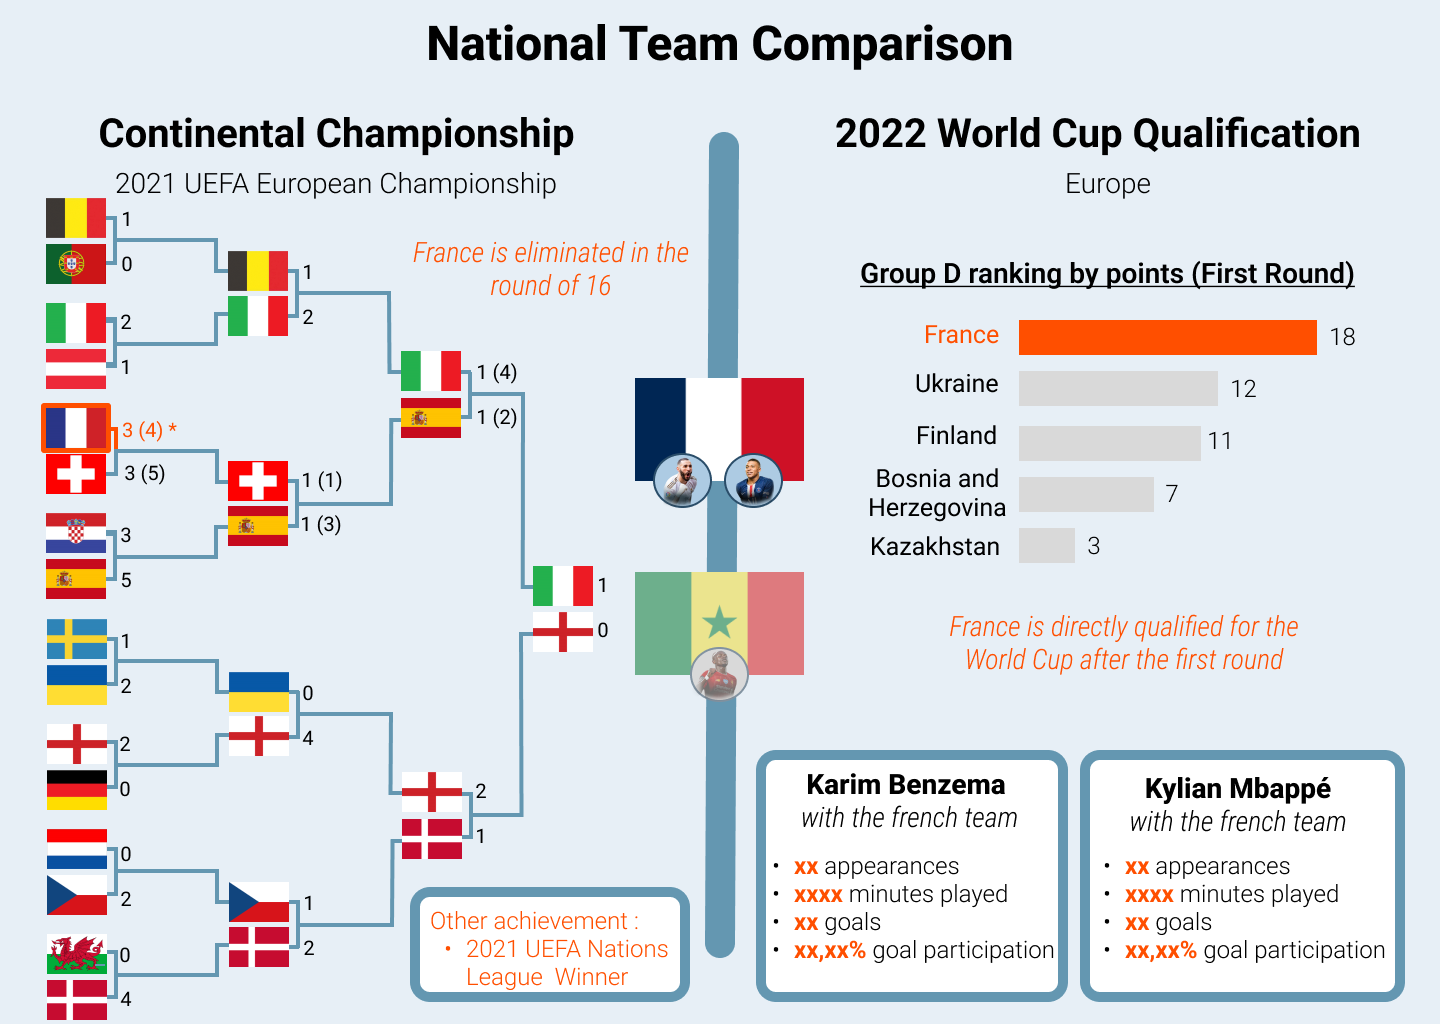 National Team Comparison
Continental Championship
2021 UEFA European Championship
1
0
2
1
3 (4) *
3 (5)
3
5
1
2
2
0
0
2
0
4
1
2
1 (1)
1 (3)
0
4
1
2
1 (4)
1 (2)
2
1
1
0
France is eliminated in the
round of 16
Other achievement :
• 2021 UEFA Nations
League Winner
2022 World Cup Qualification
Europe
Group D ranking by points (First Round)
France 18
Ukraine 12
Finland 11
Bosnia and
Herzegovina 7
Kazakhstan 3
France is directly qualified for the
World Cup after the first round
Karim Benzema
with the french team
• xx appearances
• xxxx minutes played
• xx goals
• xx,xx% goal participation
Kylian Mbappé
with the french team
• xx appearances
• xxxx minutes played
• xx goals
• xx,xx% goal participation